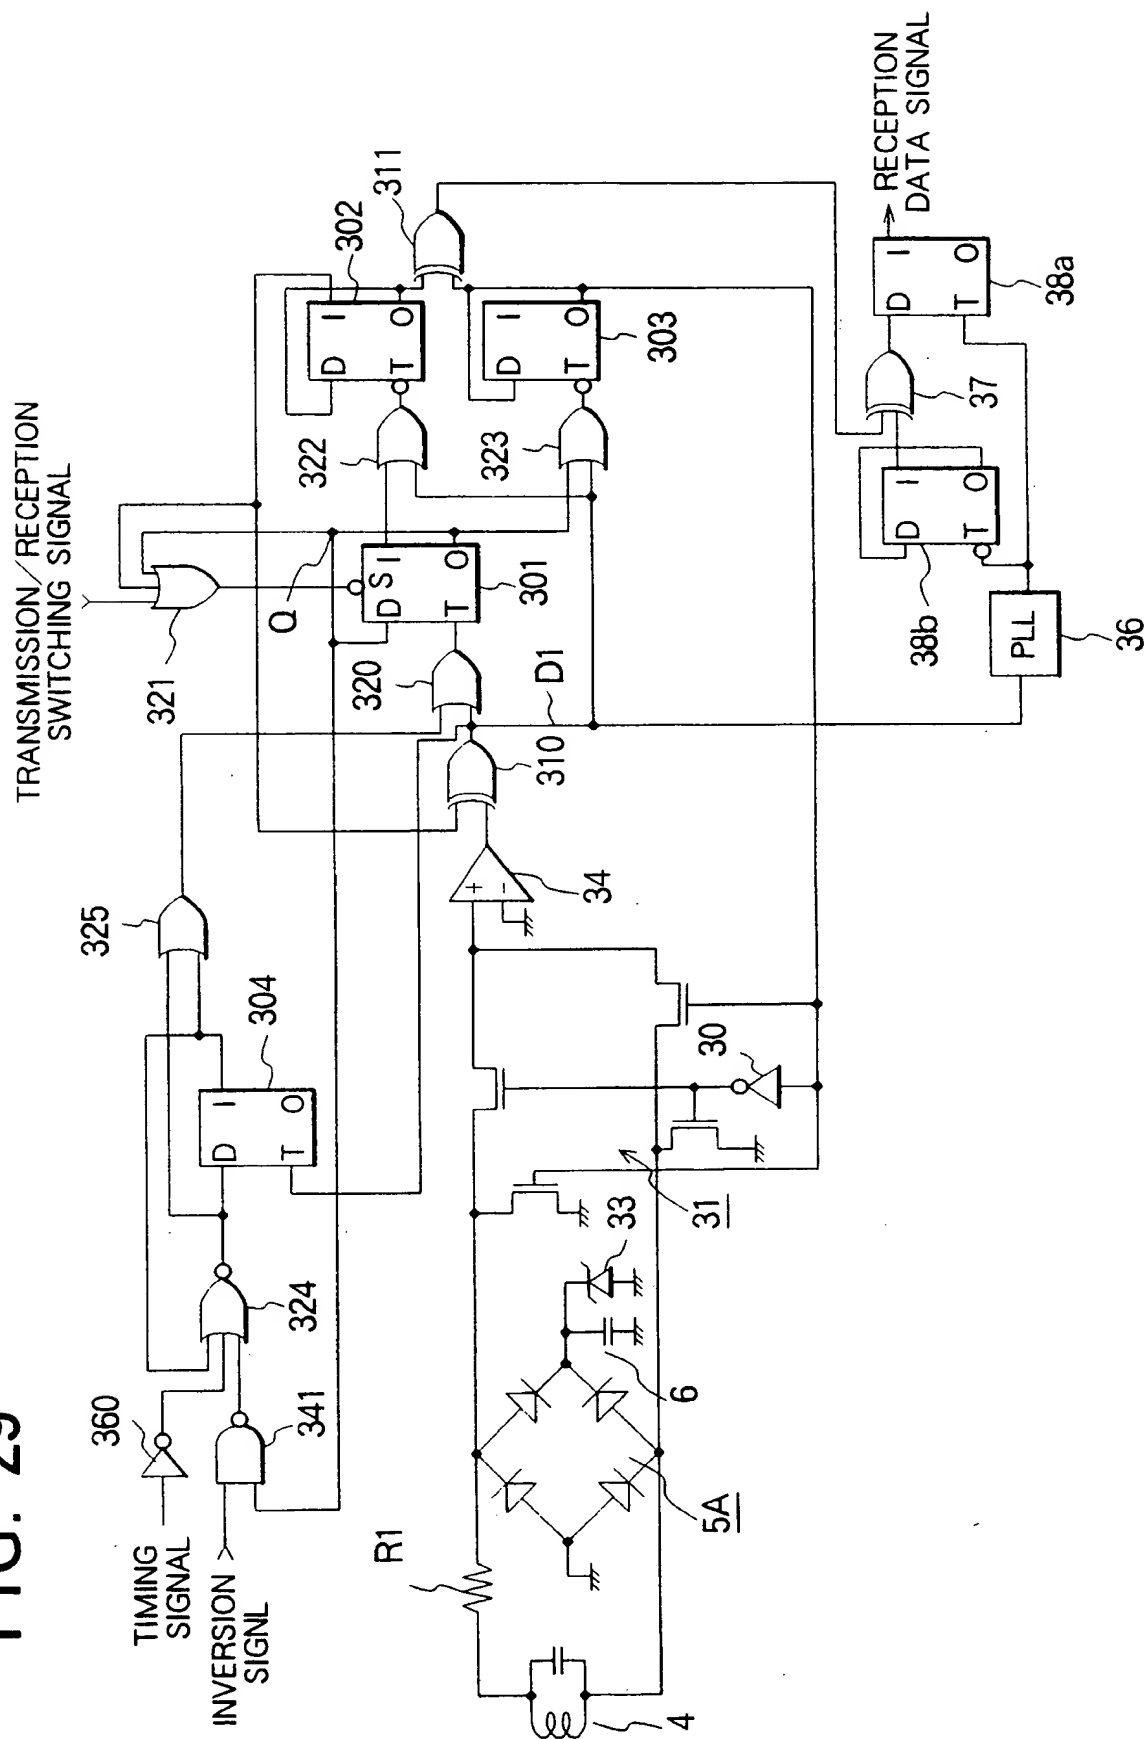 FIG. 29
TRANSMISSION/RECEPTION
SWITCHING SIGNAL
TIMING
SIGNAL
INVERSION
SIGNL
360
341
324
304
D
I
T
O
325
321
Q
320
D
S
I
T
O
301
322
323
D
I
T
O
302
D
I
T
O
303
311
310
D1
34
+
-
R1
4
5A
6
33
31
30
PLL
36
D
I
T
O
38b
37
D
I
T
O
38a
RECEPTION
DATA SIGNAL